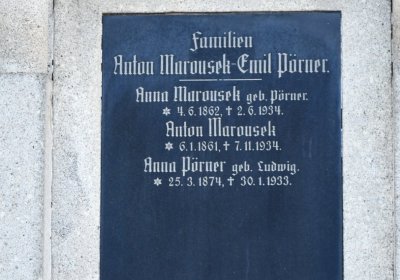 Familien
Anton Marousek-Emil Pörner.
Anna Marousek geb. Pörner.
✡ 4.6.1862, ✝ 2.6.1934.
Anton Marousek
✡ 6.1.1861, ✝ 7.11.1934.
Anna Pörner geb. Ludwig.
✡ 25.3.1874, ✝ 30.1.1933.